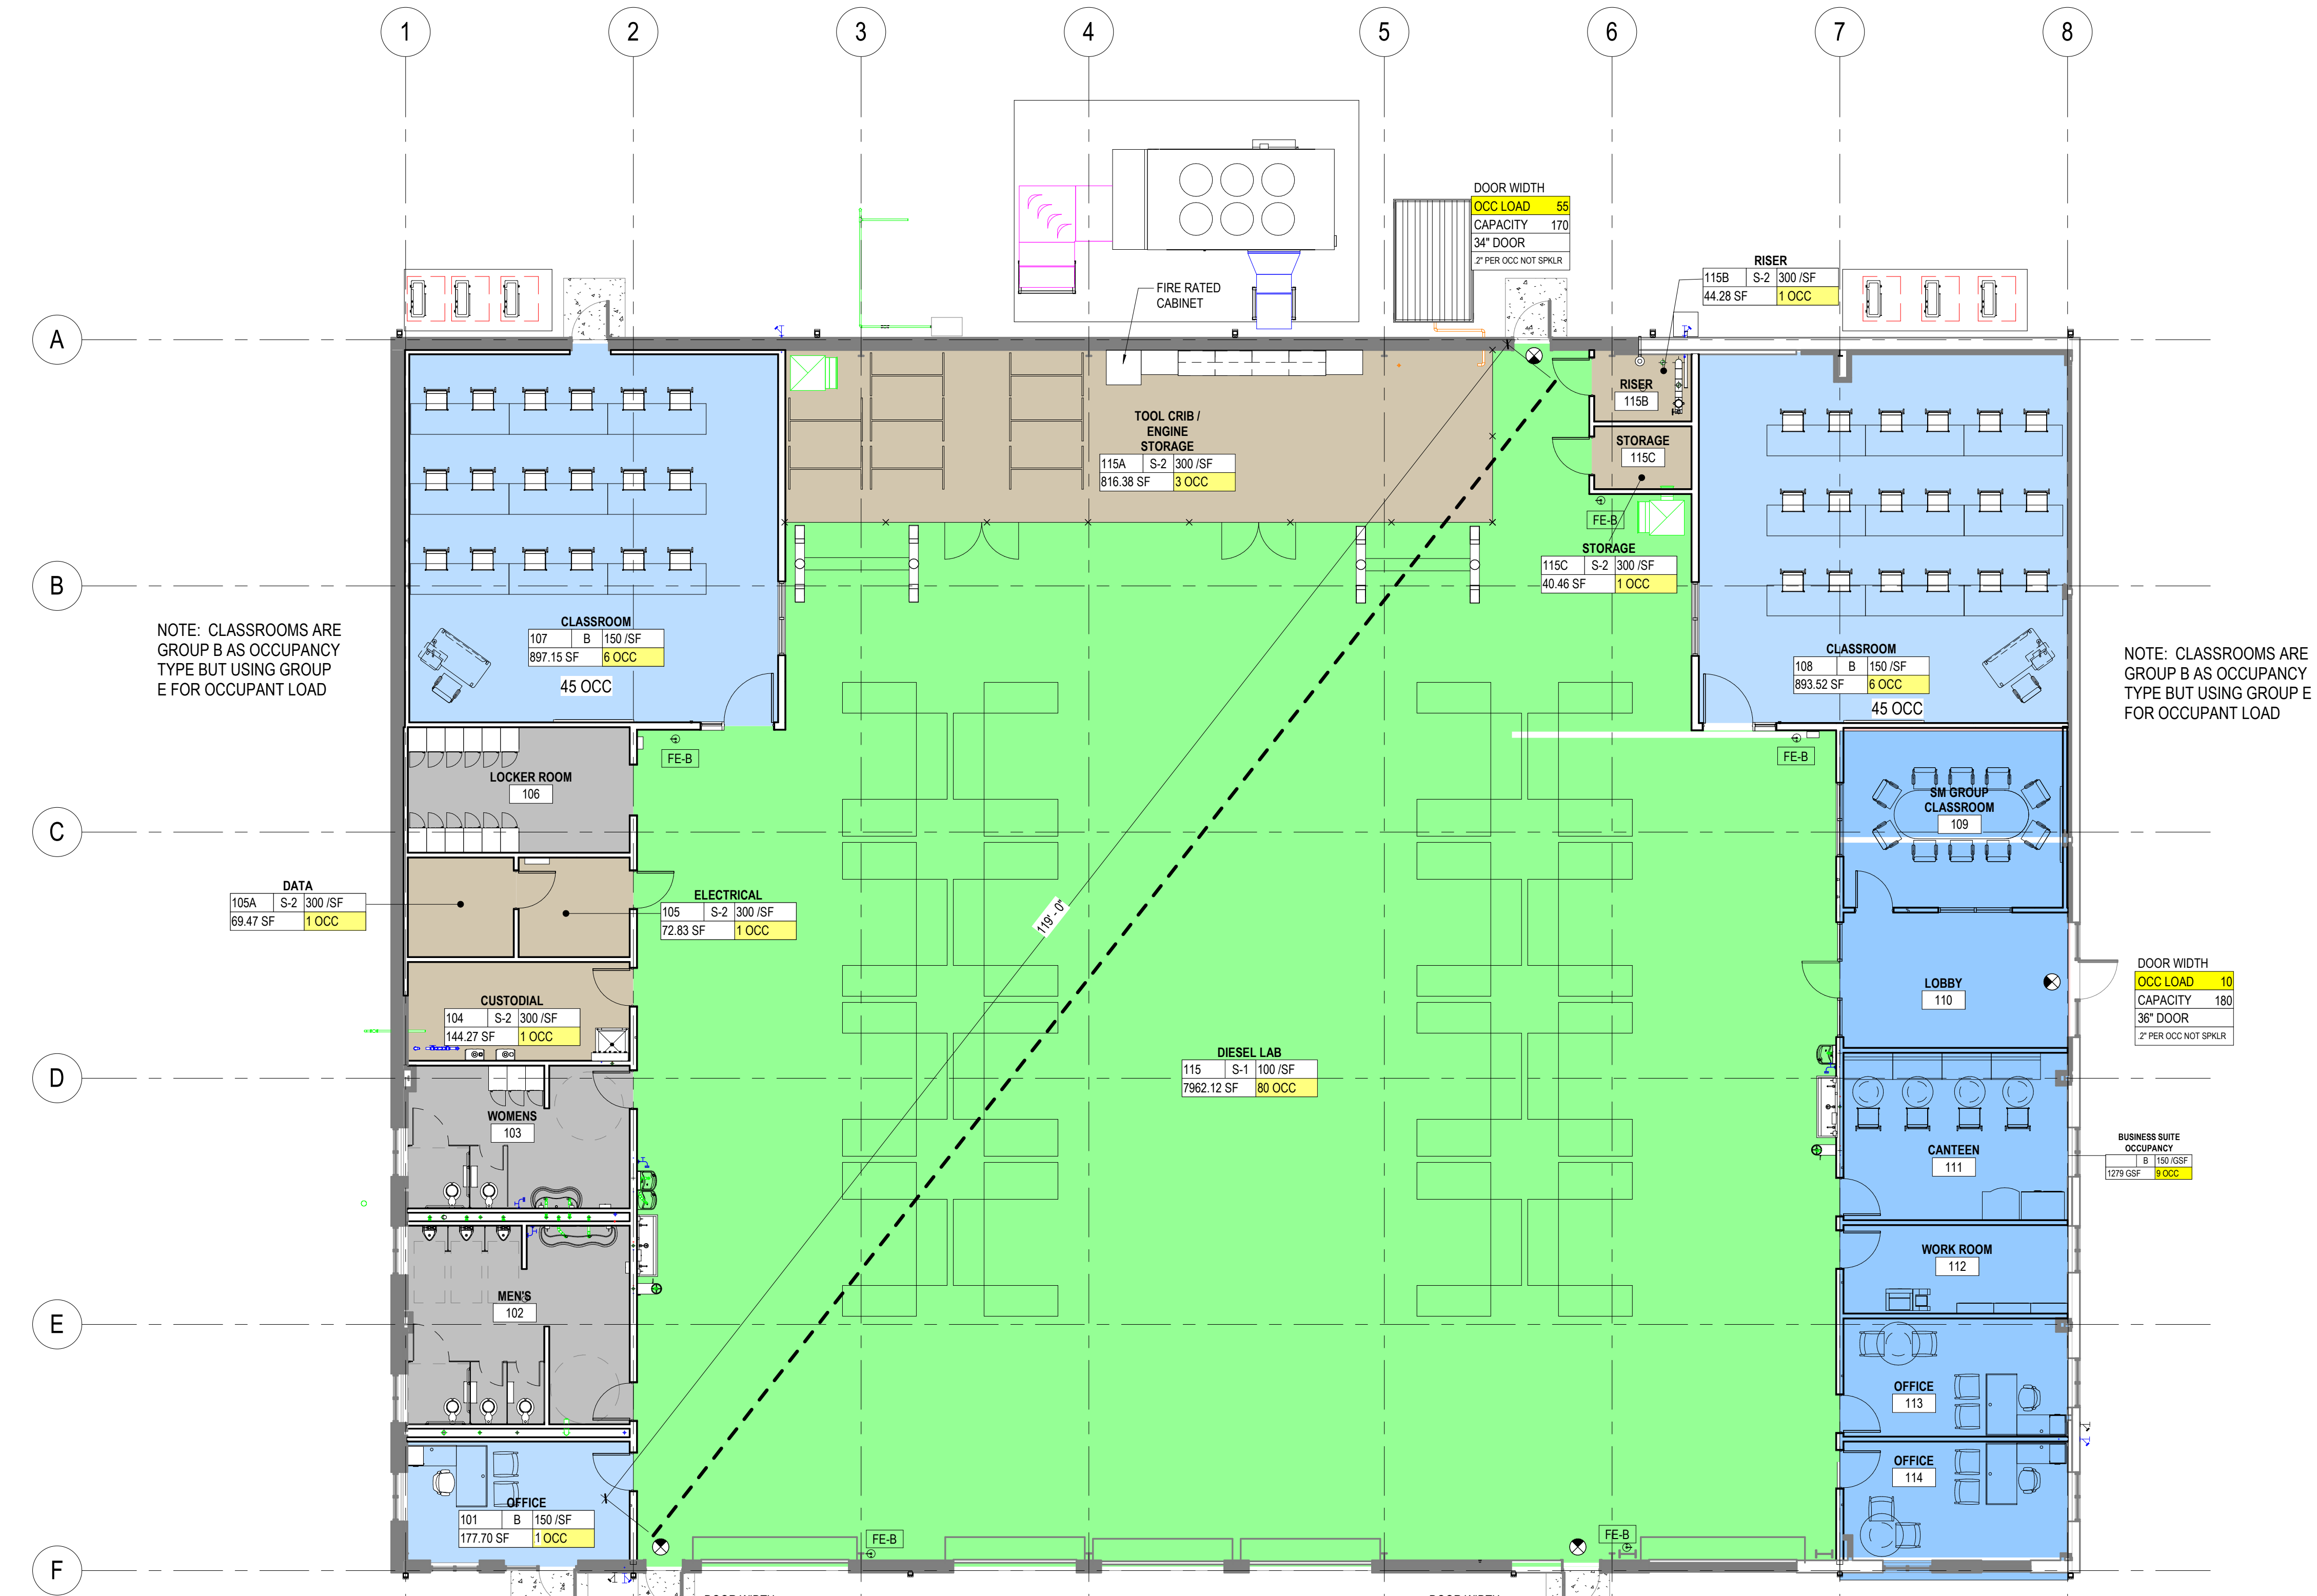 1
2
3
4
5
6
7
8
DOOR WIDTH
OCC LOAD 55
CAPACITY 170
34" DOOR
.2" PER OCC NOT SPKLR
RISER
115B S-2 300 /SF
44.28 SF 1 OCC
FIRE RATED
CABINET
A
RISER
115B
TOOL CRIB /
ENGINE
STORAGE
115A S-2 300 /SF
816.38 SF 3 OCC
STORAGE
115C
FE-B
STORAGE
115C S-2 300 /SF
40.46 SF 1 OCC
B
NOTE: CLASSROOMS ARE
GROUP B AS OCCUPANCY
TYPE BUT USING GROUP
E FOR OCCUPANT LOAD
CLASSROOM
107 B 150 /SF
897.15 SF 6 OCC
45 OCC
CLASSROOM
108 B 150 /SF
893.52 SF 6 OCC
45 OCC
NOTE: CLASSROOMS ARE
GROUP B AS OCCUPANCY
TYPE BUT USING GROUP E
FOR OCCUPANT LOAD
FE-B
FE-B
LOCKER ROOM
106
SM GROUP
CLASSROOM
109
C
DATA
105A S-2 300 /SF
69.47 SF 1 OCC
ELECTRICAL
105 S-2 300 /SF
72.83 SF 1 OCC
119' - 0"
LOBBY
110
DOOR WIDTH
OCC LOAD 10
CAPACITY 180
36" DOOR
.2" PER OCC NOT SPKLR
CUSTODIAL
104 S-2 300 /SF
144.27 SF 1 OCC
D
DIESEL LAB
115 S-1 100 /SF
7962.12 SF 80 OCC
WOMENS
103
CANTEEN
111
BUSINESS SUITE
OCCUPANCY
B 150 /GSF
1279 GSF 9 OCC
WORK ROOM
112
MEN'S
102
E
OFFICE
113
OFFICE
114
OFFICE
101 B 150 /SF
177.70 SF 1 OCC
FE-B
FE-B
F
DOOR WIDTH
DOOR WIDTH